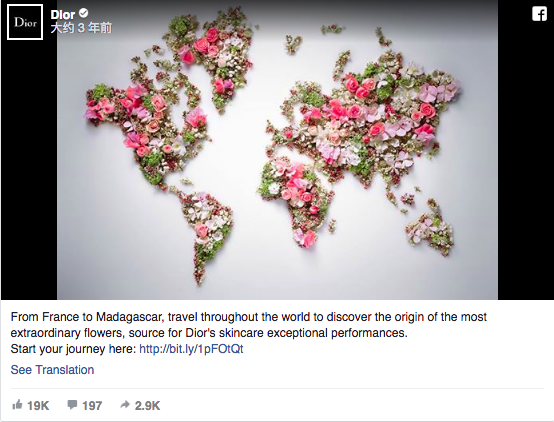 Dior
Dior
大约 3 年前
From France to Madagascar, travel throughout the world to discover the origin of the most
extraordinary flowers, source for Dior's skincare exceptional performances.
Start your journey here: http://bit.ly/1pFOtQt
See Translation
19K 197 2.9K